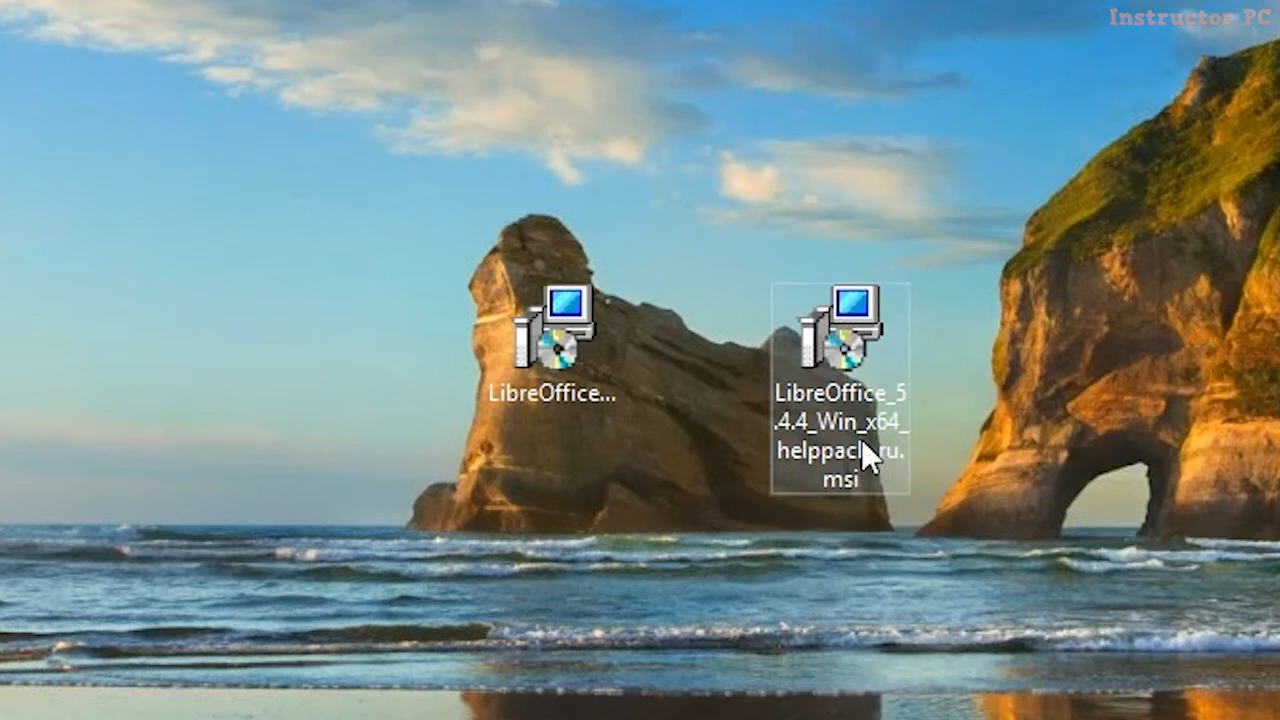 Instructor PC
LibreOffice...
LibreOffice_5
.4.4_Win_x64_
helppack_ru.
msi